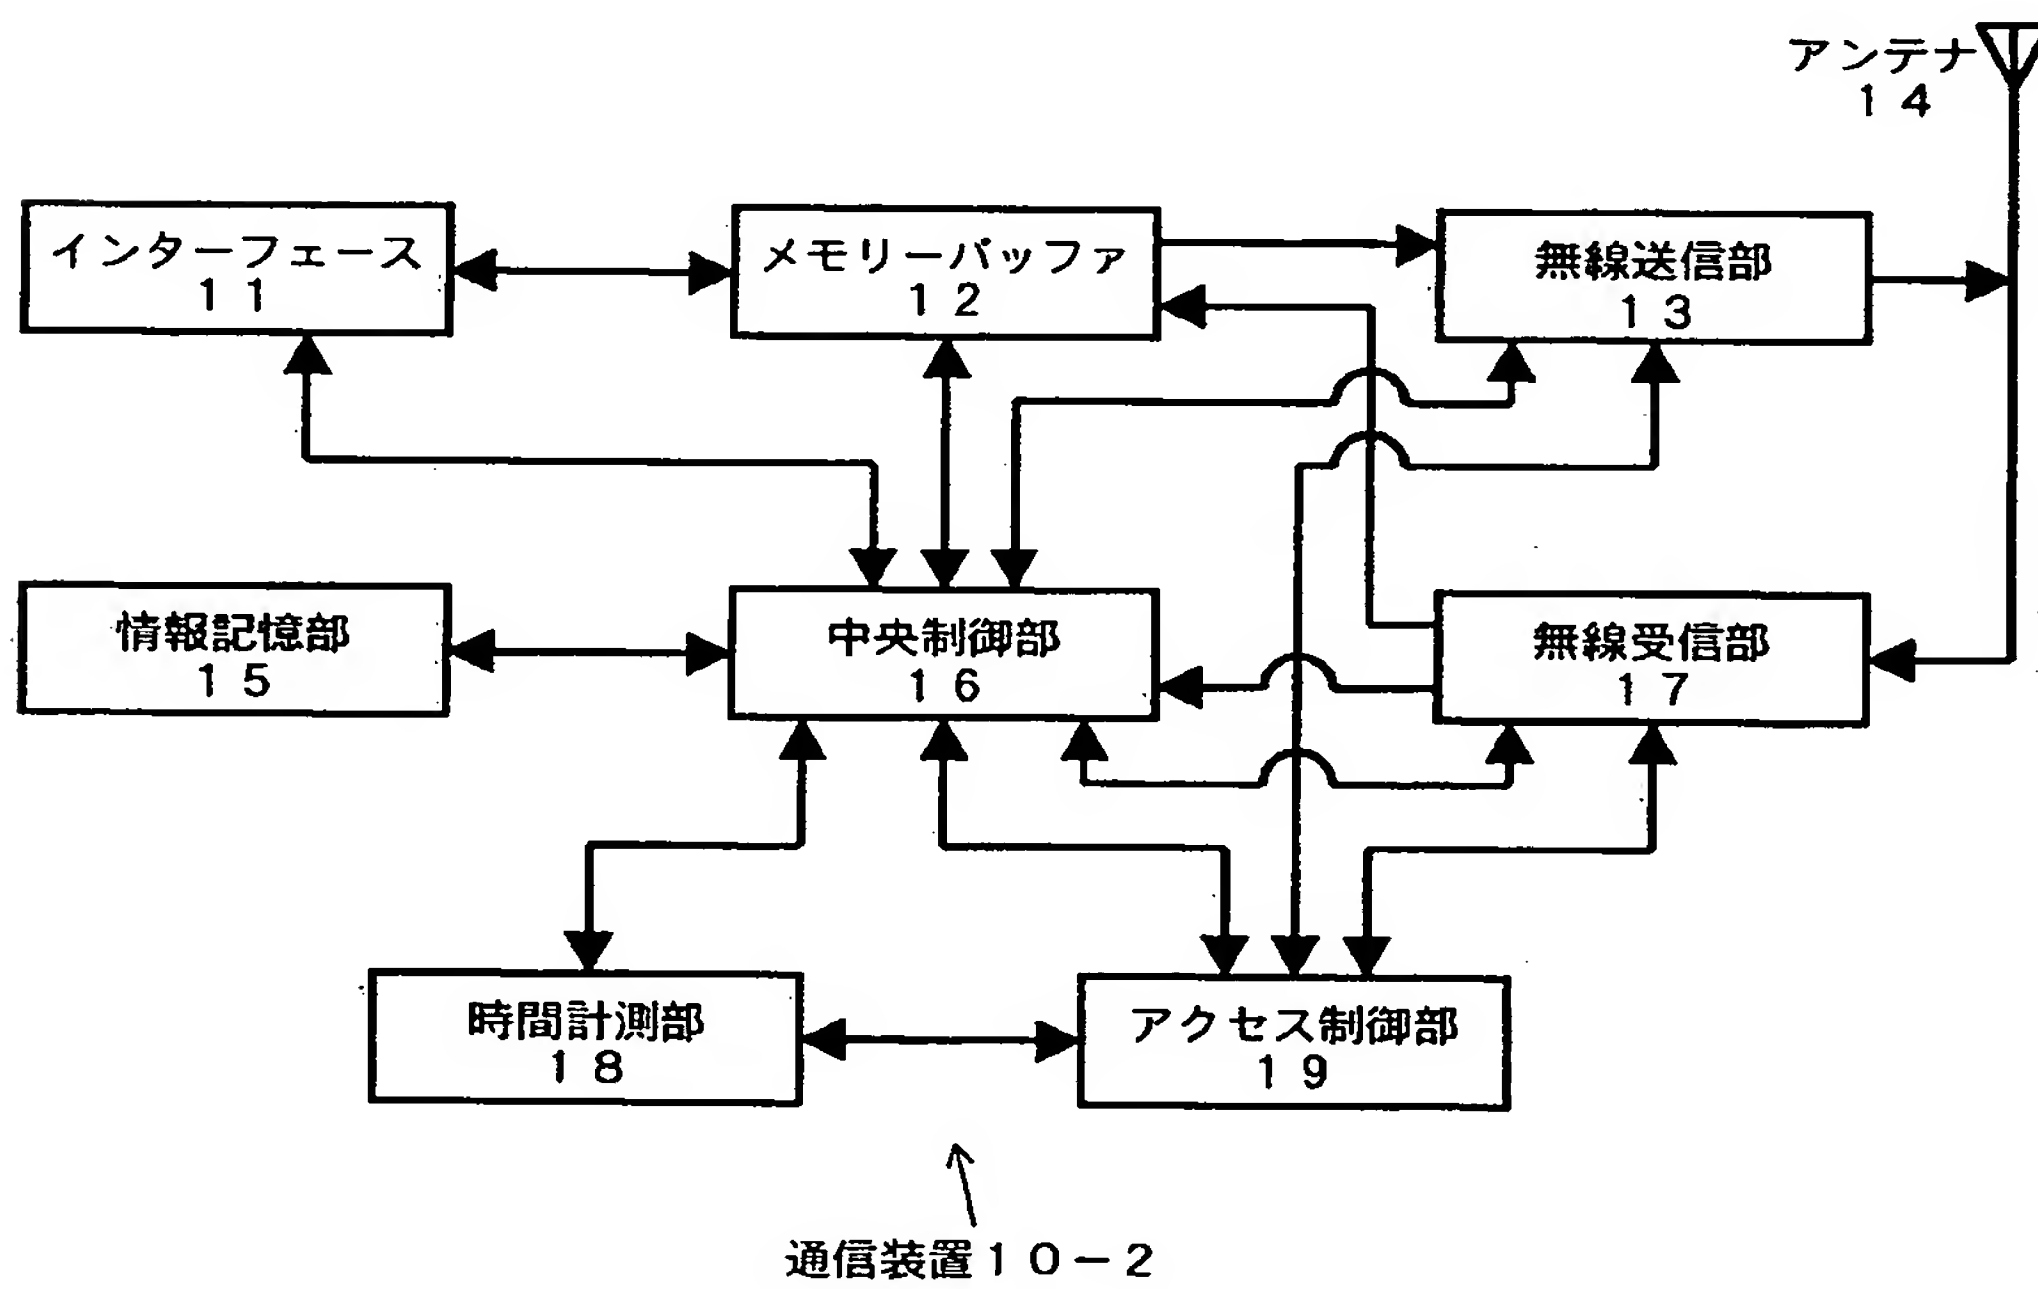 アンテナ
１４
インターフェース
１１
メモリーバッファ
１２
無線送信部
１３
情報記憶部
１５
中央制御部
１６
無線受信部
１７
時間計測部
１８
アクセス制御部
１９
通信装置１０－２